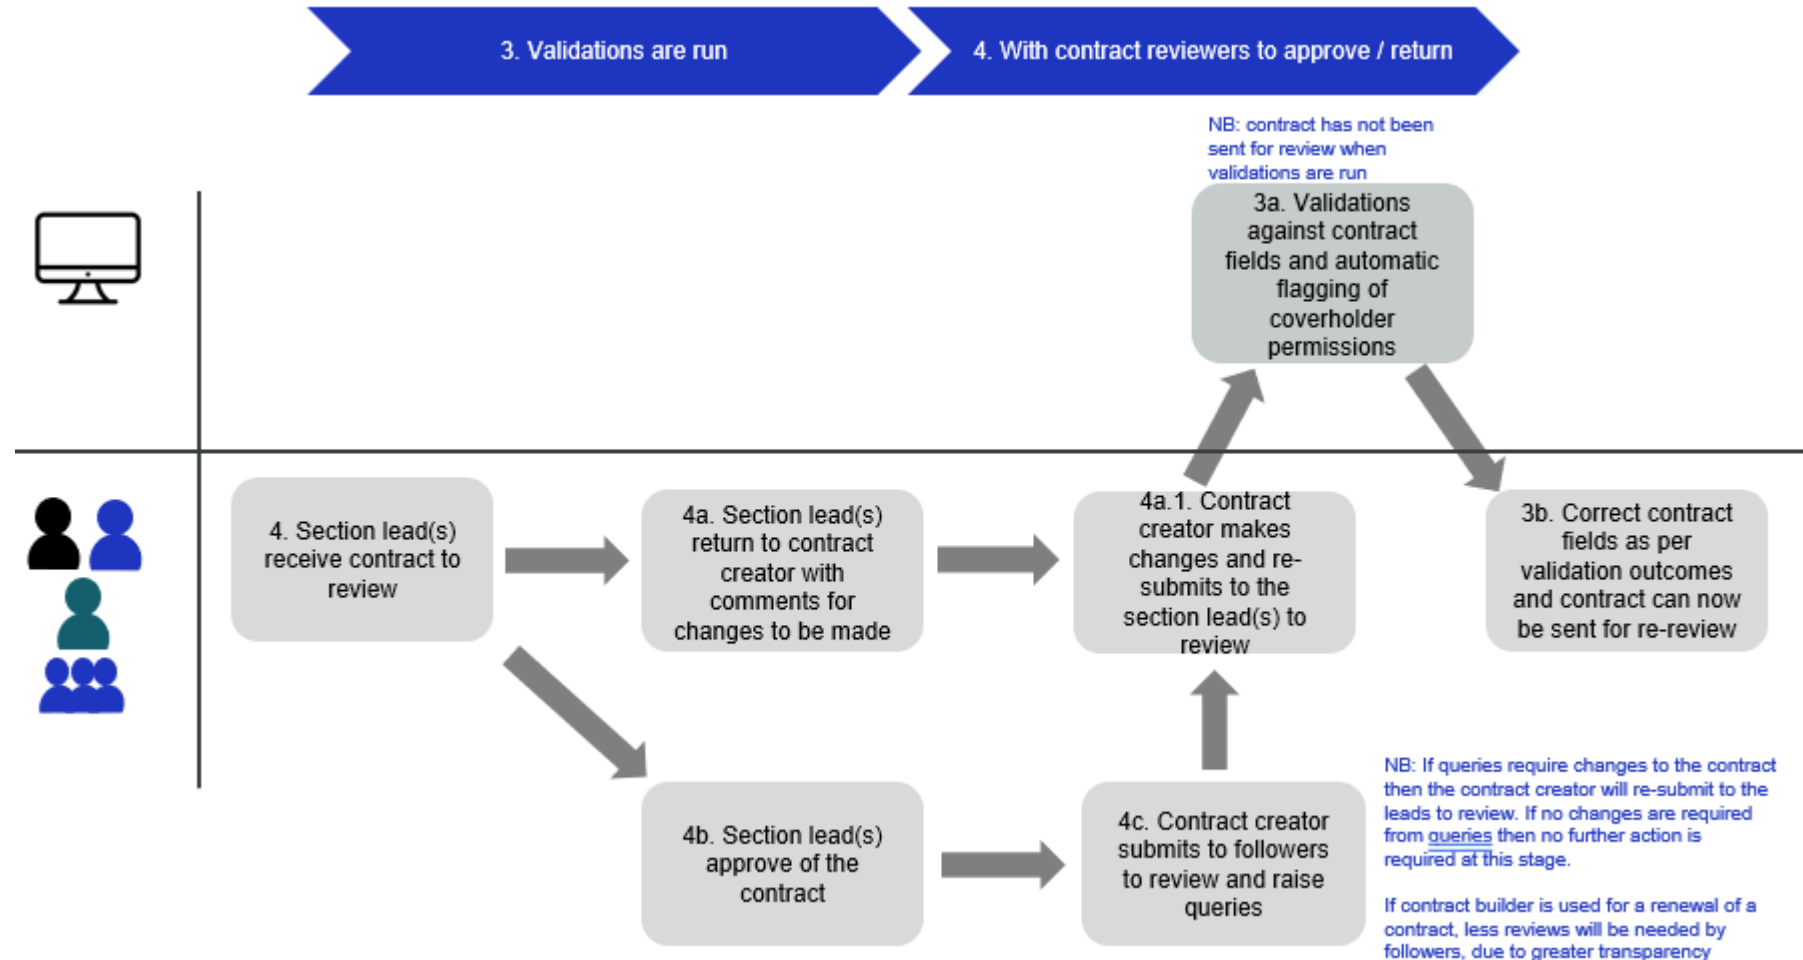 3. Validations are run
4. With contract reviewers to approve / return
NB: contract has not been
sent for review when
validations are run
3a. Validations
against contract
fields and automatic
flagging of
coverholder
permissions
4. Section lead(s)
receive contract to
review
4a. Section lead(s)
return to contract
creator with
comments for
changes to be made
4a.1. Contract
creator makes
changes and re-
submits to the
section lead(s) to
review
3b. Correct contract
fields as per
validation outcomes
and contract can now
be sent for re-review
4b. Section lead(s)
approve of the
contract
4c. Contract creator
submits to followers
to review and raise
queries
NB: If queries require changes to the contract
then the contract creator will re-submit to the
leads to review. If no changes are required
from queries then no further action is
required at this stage.
If contract builder is used for a renewal of a
contract, less reviews will be needed by
followers, due to greater transparency